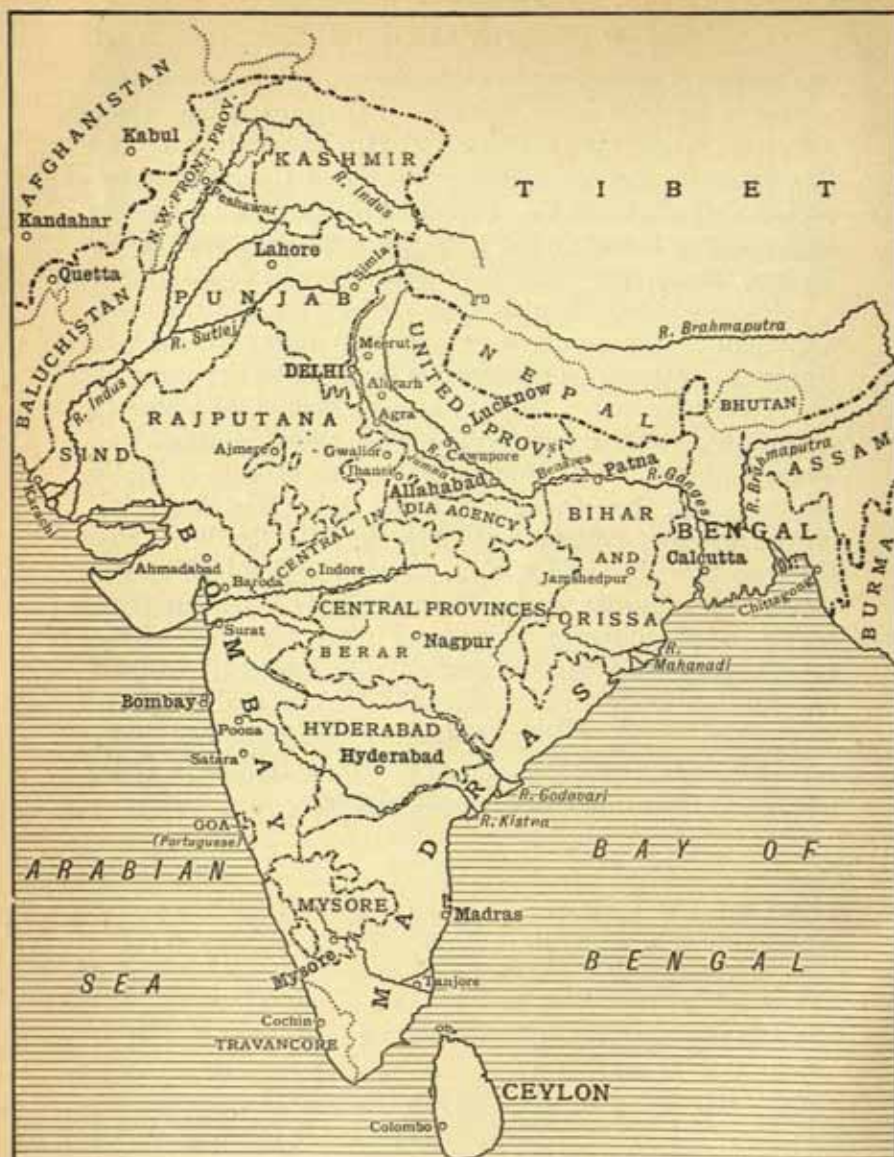 AFGHANISTAN
Kabul
N.W. FRONT. PROV.
KASHMIR
R. Indus
TIBET
Peshawar
Kandahar
Lahore
Simla
Quetta
PUNJAB
BALUCHISTAN
R. Sutlej
R. Brahmaputra
Meerut
UNITED PROVS
NEPAL
DELHI
Aligarh
Lucknow
BHUTAN
R. Indus
RAJPUTANA
Agra
R. Jumna
Cawnpore
SIND
Ajmere
Gwalior
Jhansi
Benares
Patna
R. Ganges
R. Brahmaputra
ASSAM
Karachi
Allahabad
CENTRAL INDIA AGENCY
BIHAR
AND
ORISSA
BENGAL
Calcutta
BURMA
Ahmadabad
Baroda
Indore
Jamshedpur
Chittagong
BOMBAY
CENTRAL PROVINCES
Surat
BERAR
Nagpur
R. Mahanadi
Bombay
HYDERABAD
Poona
Satara
Hyderabad
MADRAS
R. Godavari
R. Kistna
GOA
(Portuguese)
ARABIAN
SEA
BAY OF
BENGAL
MYSORE
Madras
Mysore
Tanjore
Cochin
TRAVANCORE
CEYLON
Colombo